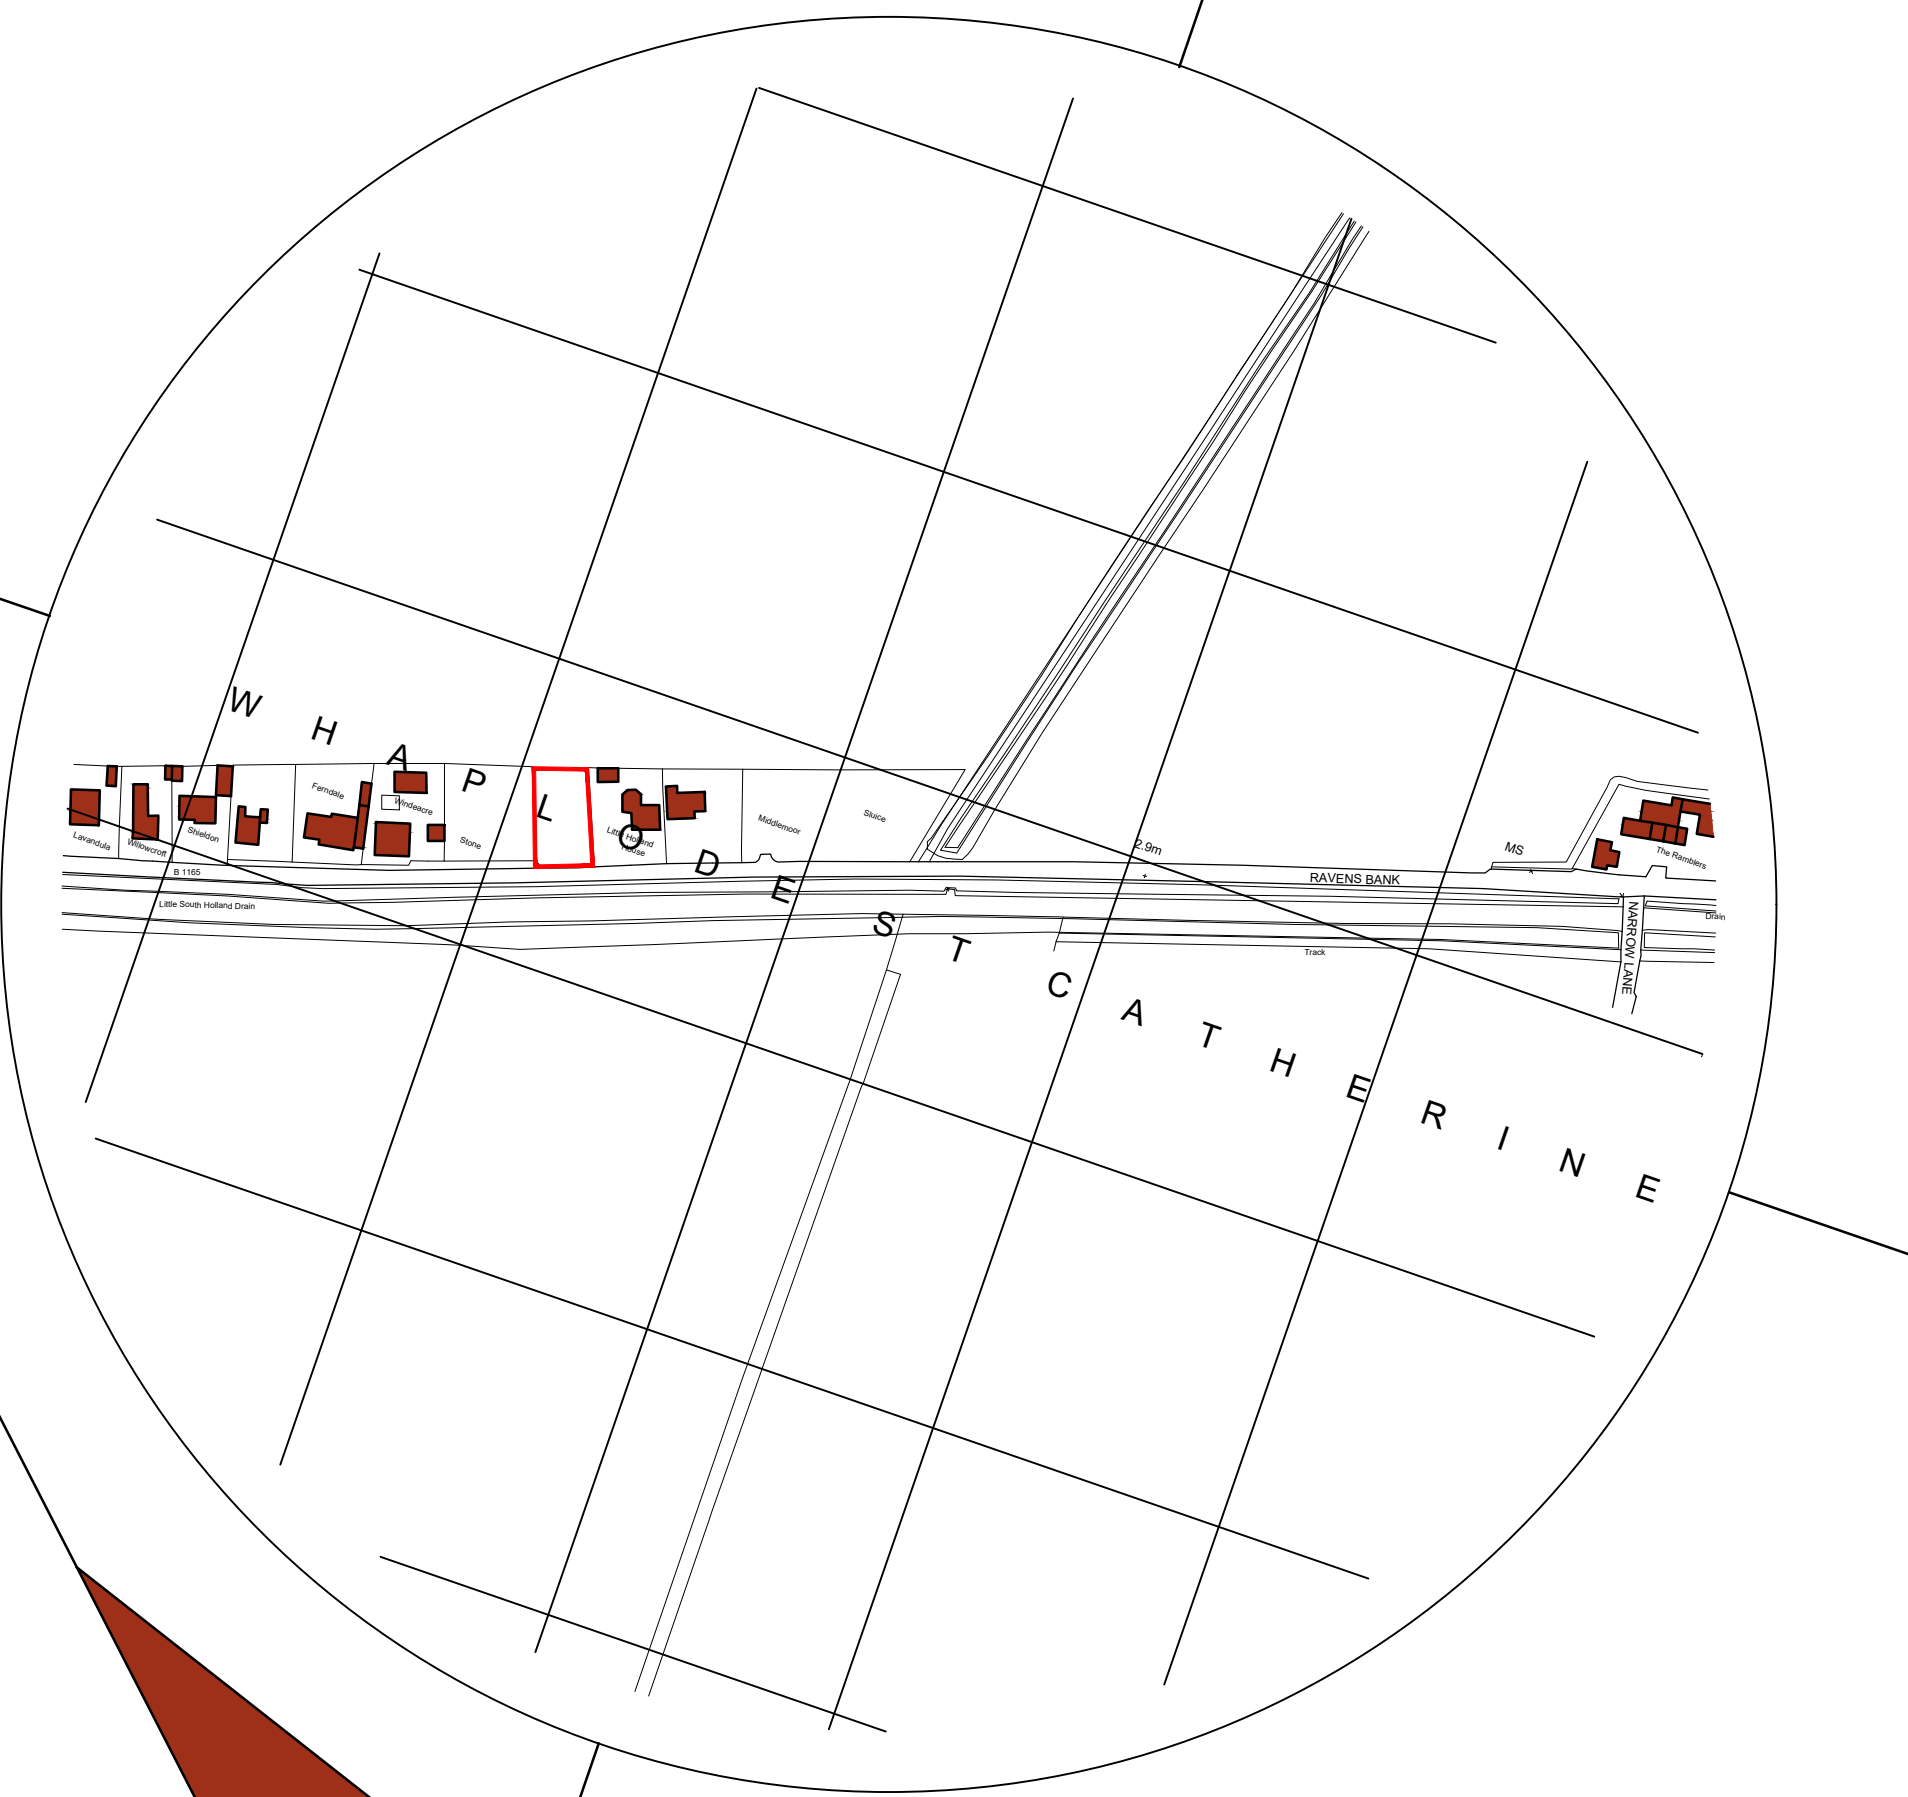 WHAPLODE ST CATHERINE
Ferndale
Windeacre
Lavandula
Willowcroft
Shieldon
Stone
Little Holland
House
Middlemoor
Sluice
2.9m
MS
The Ramblers
B 1165
RAVENS BANK
Little South Holland Drain
Drain
NARROW LANE
Track